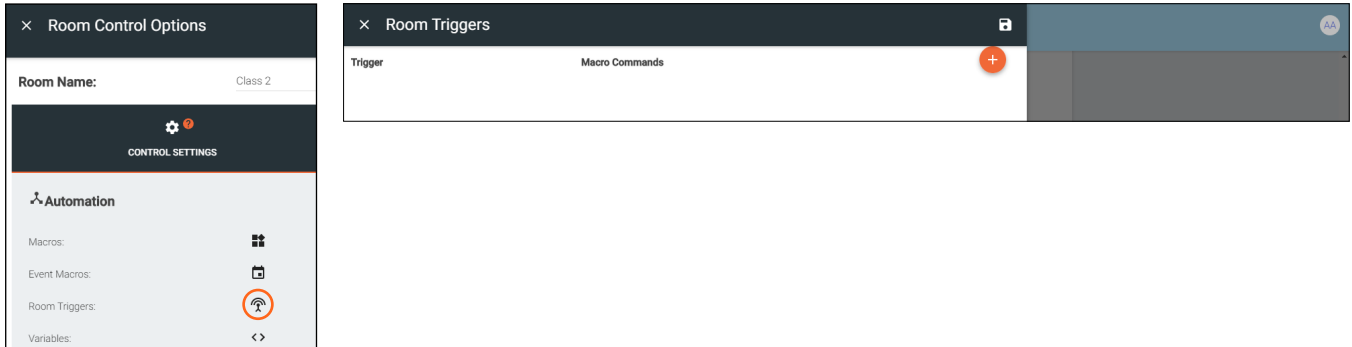 Room Control Options
Room Name:
Class 2
?
CONTROL SETTINGS
Automation
Macros:
Event Macros:
Room Triggers:
Variables:
Room Triggers
AA
Trigger
Macro Commands